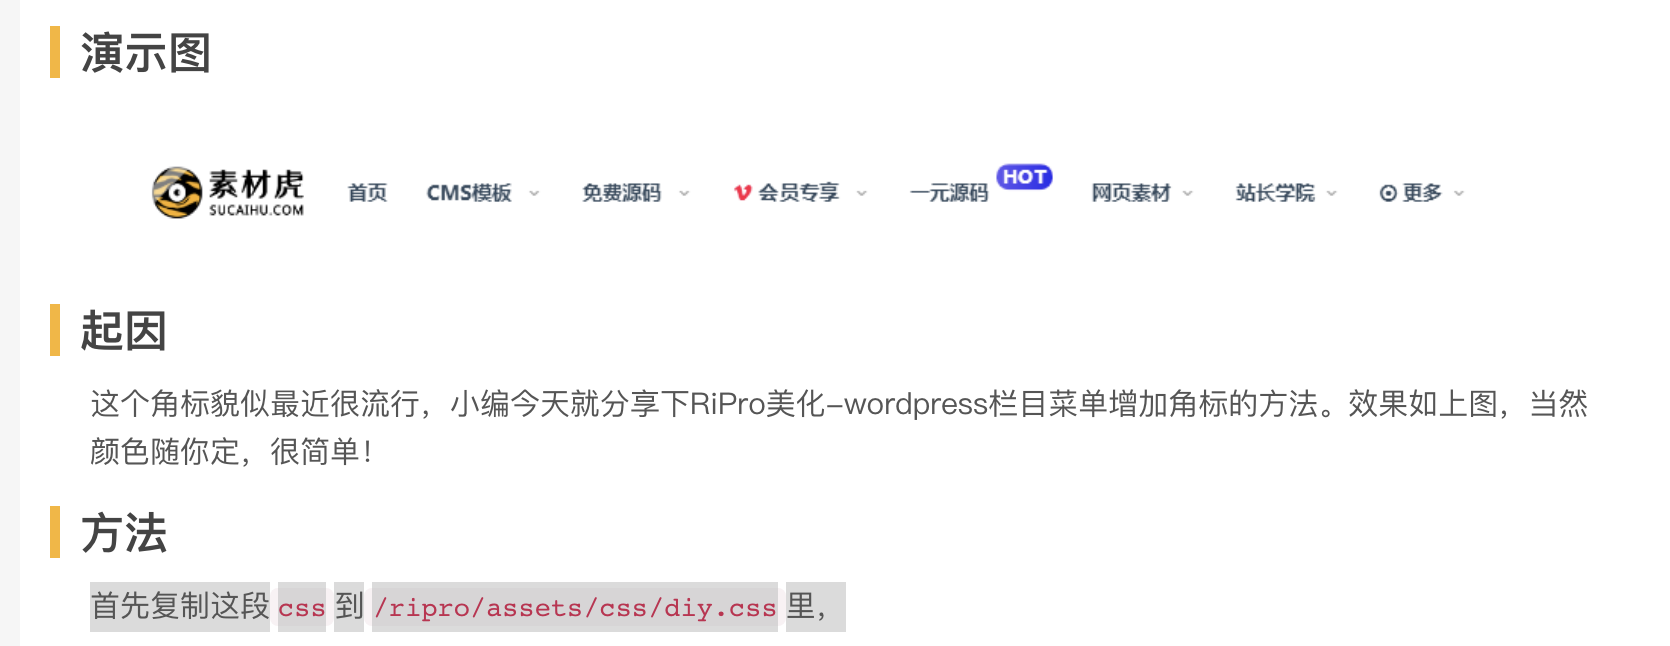 演示图
素材虎
SUCAIHU.COM
首页 CMS模板 免费源码 会员专享 一元源码 HOT 网页素材 站长学院 更多
起因
这个角标貌似最近很流行，小编今天就分享下RiPro美化-wordpress栏目菜单增加角标的方法。效果如上图，当然
颜色随你定，很简单！
方法
首先复制这段 css 到 /ripro/assets/css/diy.css 里，